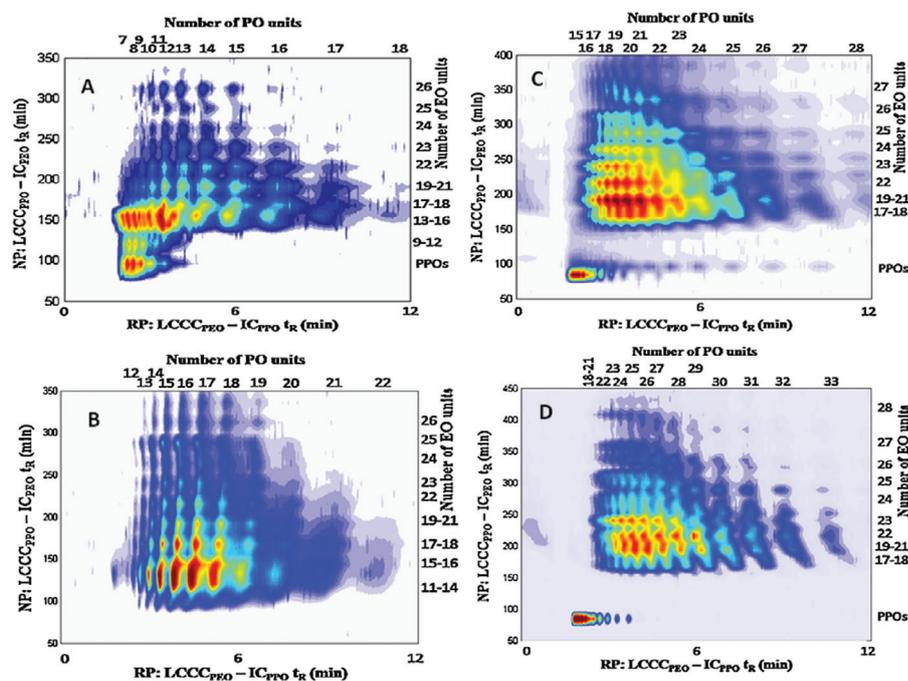 Number of PO units
7 9 11
8 10 12 13 14 15 16 17 18
A
350
300
250
200
150
100
50
NP: LCCC_PPO – IC_PEO t_R (min)
26
25
24
23
22
19-21
17-18
13-16
9-12
PPOs
Number of EO units
0 6 12
RP: LCCC_PEO – IC_PPO t_R (min)
Number of PO units
15 17 19 21 23
16 18 20 22 24 25 26 27 28
C
400
350
300
250
200
150
100
50
NP: LCCC_PPO – IC_PEO t_R (min)
27
26
25
24
23
22
19-21
17-18
PPOs
Number of EO units
0 6 12
RP: LCCC_PEO – IC_PPO t_R (min)
Number of PO units
12 14
13 15 16 17 18 19 20 21 22
B
350
300
250
200
150
100
50
NP: LCCC_PPO – IC_PEO t_R (min)
26
25
24
23
22
19-21
17-18
15-16
11-14
Number of EO units
0 6 12
RP: LCCC_PEO – IC_PPO t_R (min)
Number of PO units
18-21 23 25 27 29
22 24 26 28 30 31 32 33
D
450
400
350
300
250
200
150
100
50
NP: LCCC_PPO – IC_PEO t_R (min)
28
27
26
25
24
23
22
19-21
17-18
PPOs
Number of EO units
0 6 12
RP: LCCC_PEO – IC_PPO t_R (min)